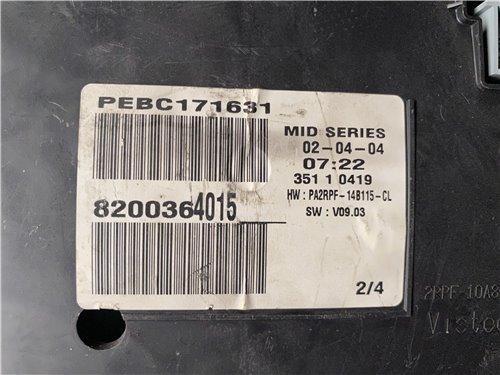 PEBC171631
MID SERIES
02-04-04
07:22
351 1 0419
HW : PA2RPF-14B115-CL
8200364015
SW : V09.03
2/4